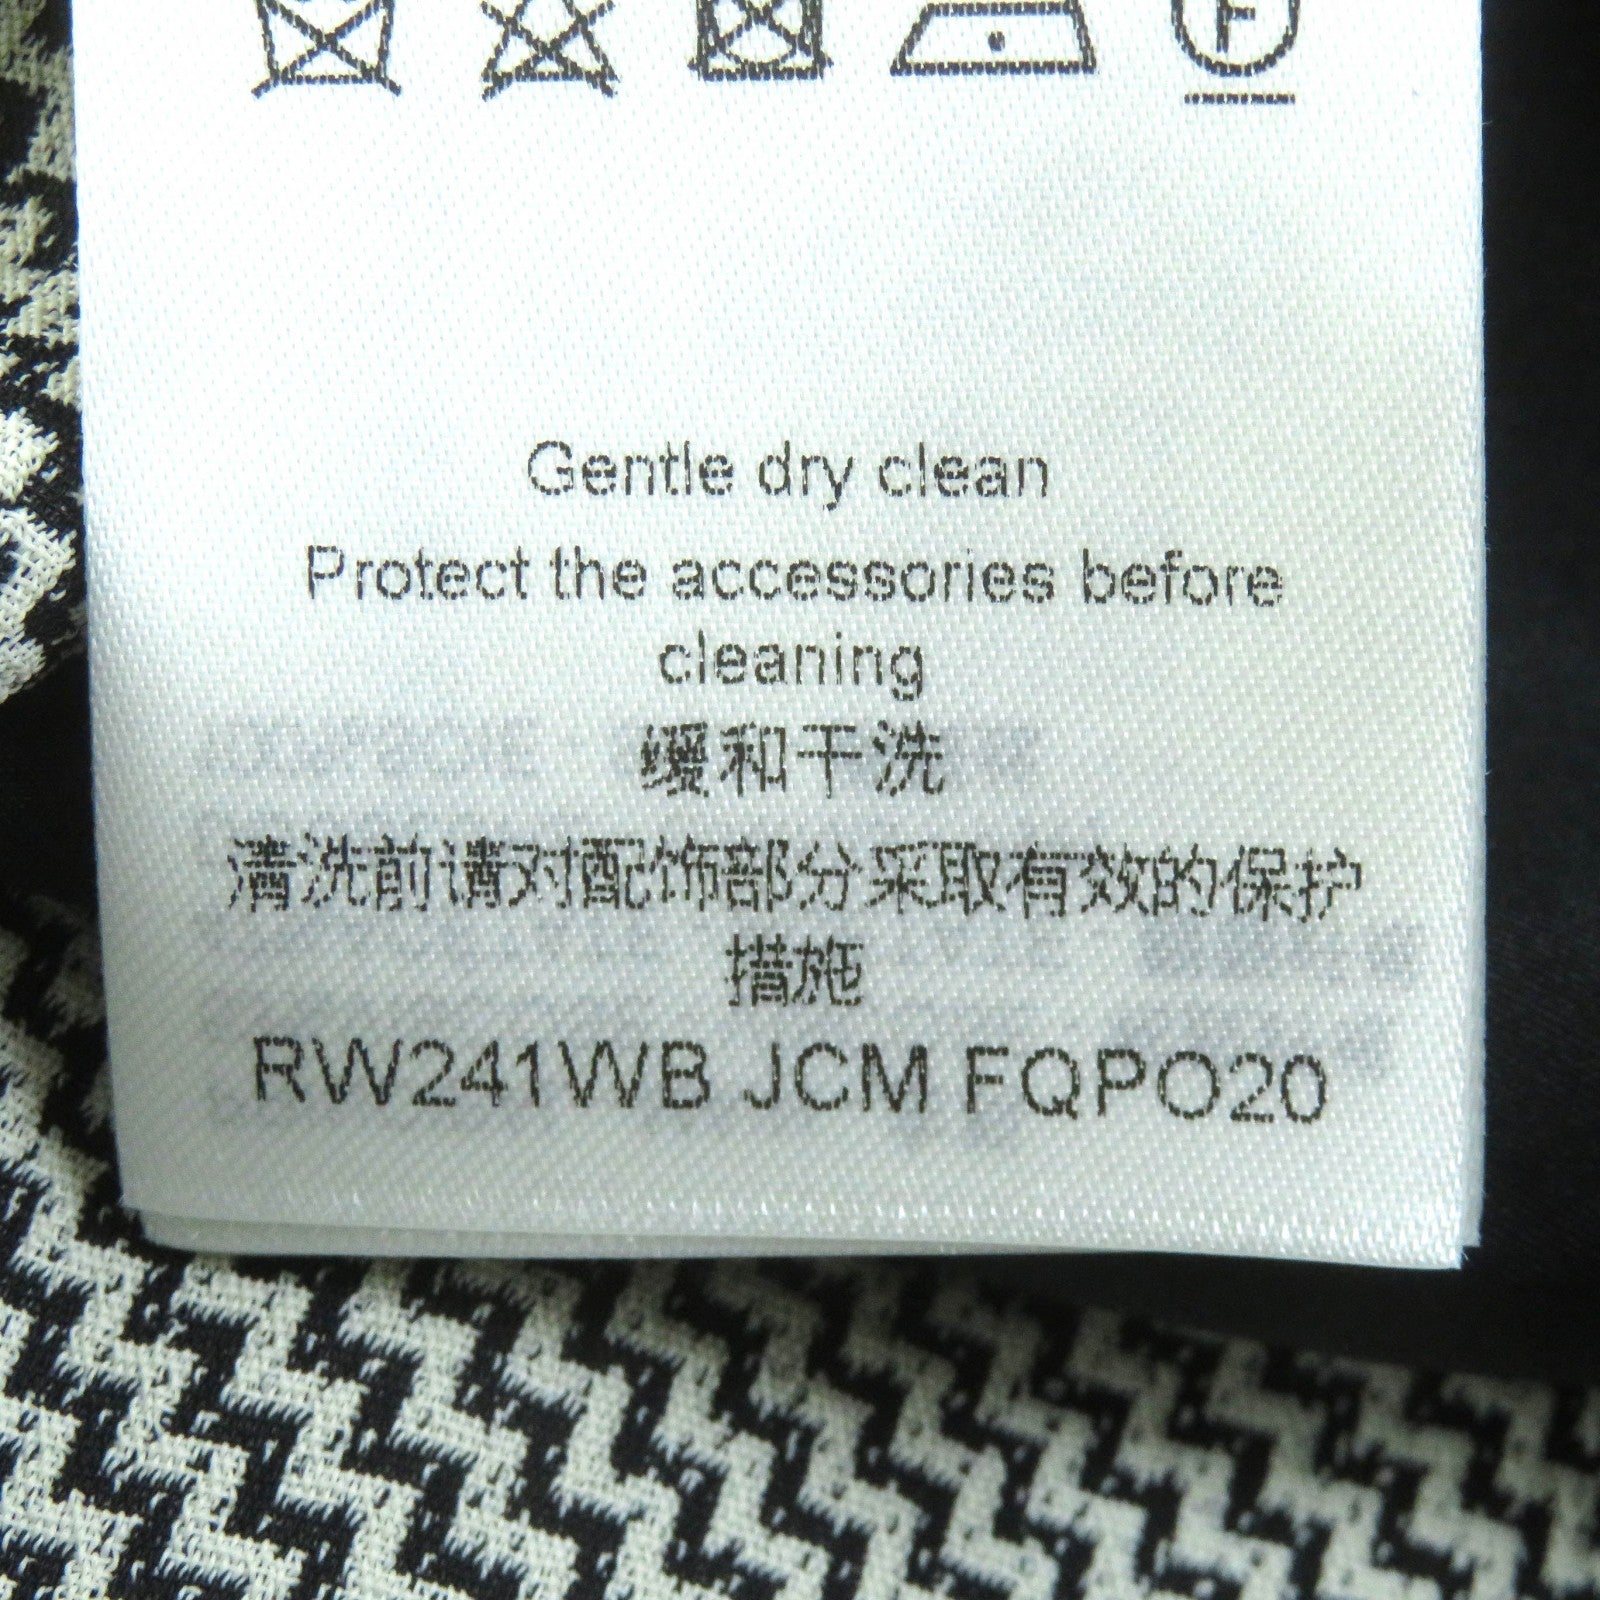 F
Gentle dry clean
Protect the accessories before
cleaning
缓和干洗
清洗前请对配饰部分采取有效的保护
措施
RW241WB JCM FQPO20